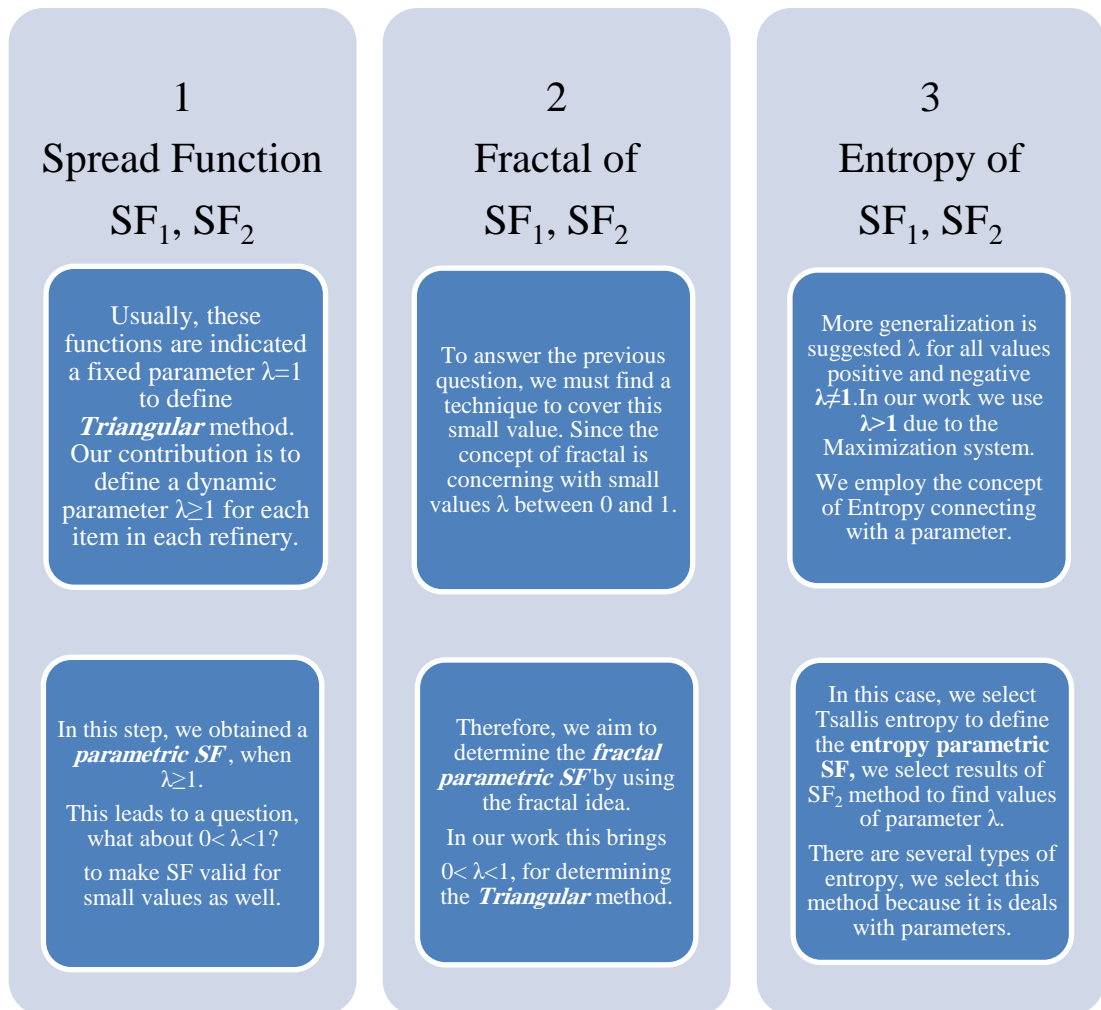 1
Spread Function
SF₁, SF₂
Usually, these
functions are indicated
a fixed parameter λ=1
to define
Triangular method.
Our contribution is to
define a dynamic
parameter λ≥1 for each
item in each refinery.
In this step, we obtained a
parametric SF , when
λ≥1.
This leads to a question,
what about 0< λ<1?
to make SF valid for
small values as well.
2
Fractal of
SF₁, SF₂
To answer the previous
question, we must find a
technique to cover this
small value. Since the
concept of fractal is
concerning with small
values λ between 0 and 1.
Therefore, we aim to
determine the fractal
parametric SF by using
the fractal idea.
In our work this brings
0< λ<1, for determining
the Triangular method.
3
Entropy of
SF₁, SF₂
More generalization is
suggested λ for all values
positive and negative
λ≠1.In our work we use
λ>1 due to the
Maximization system.
We employ the concept
of Entropy connecting
with a parameter.
In this case, we select
Tsallis entropy to define
the entropy parametric
SF, we select results of
SF₂ method to find values
of parameter λ.
There are several types of
entropy, we select this
method because it is deals
with parameters.